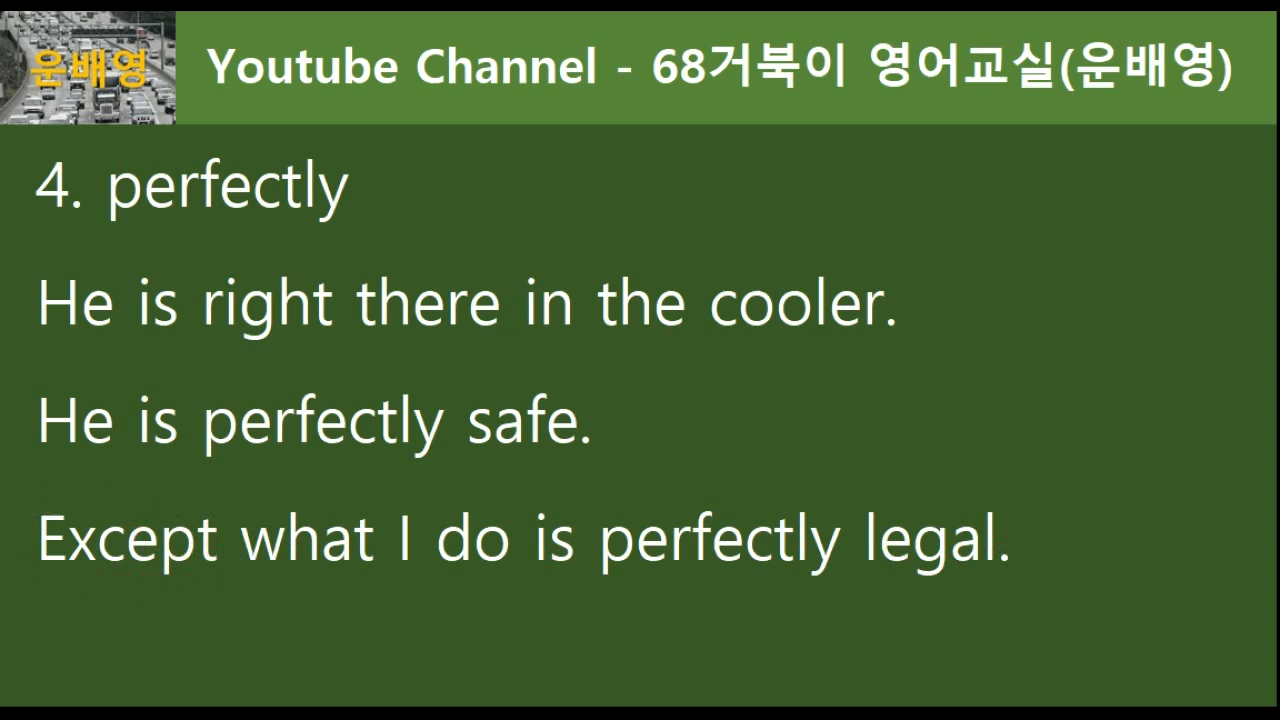 운배영
Youtube Channel - 68거북이 영어교실(운배영)
4. perfectly
He is right there in the cooler.
He is perfectly safe.
Except what I do is perfectly legal.